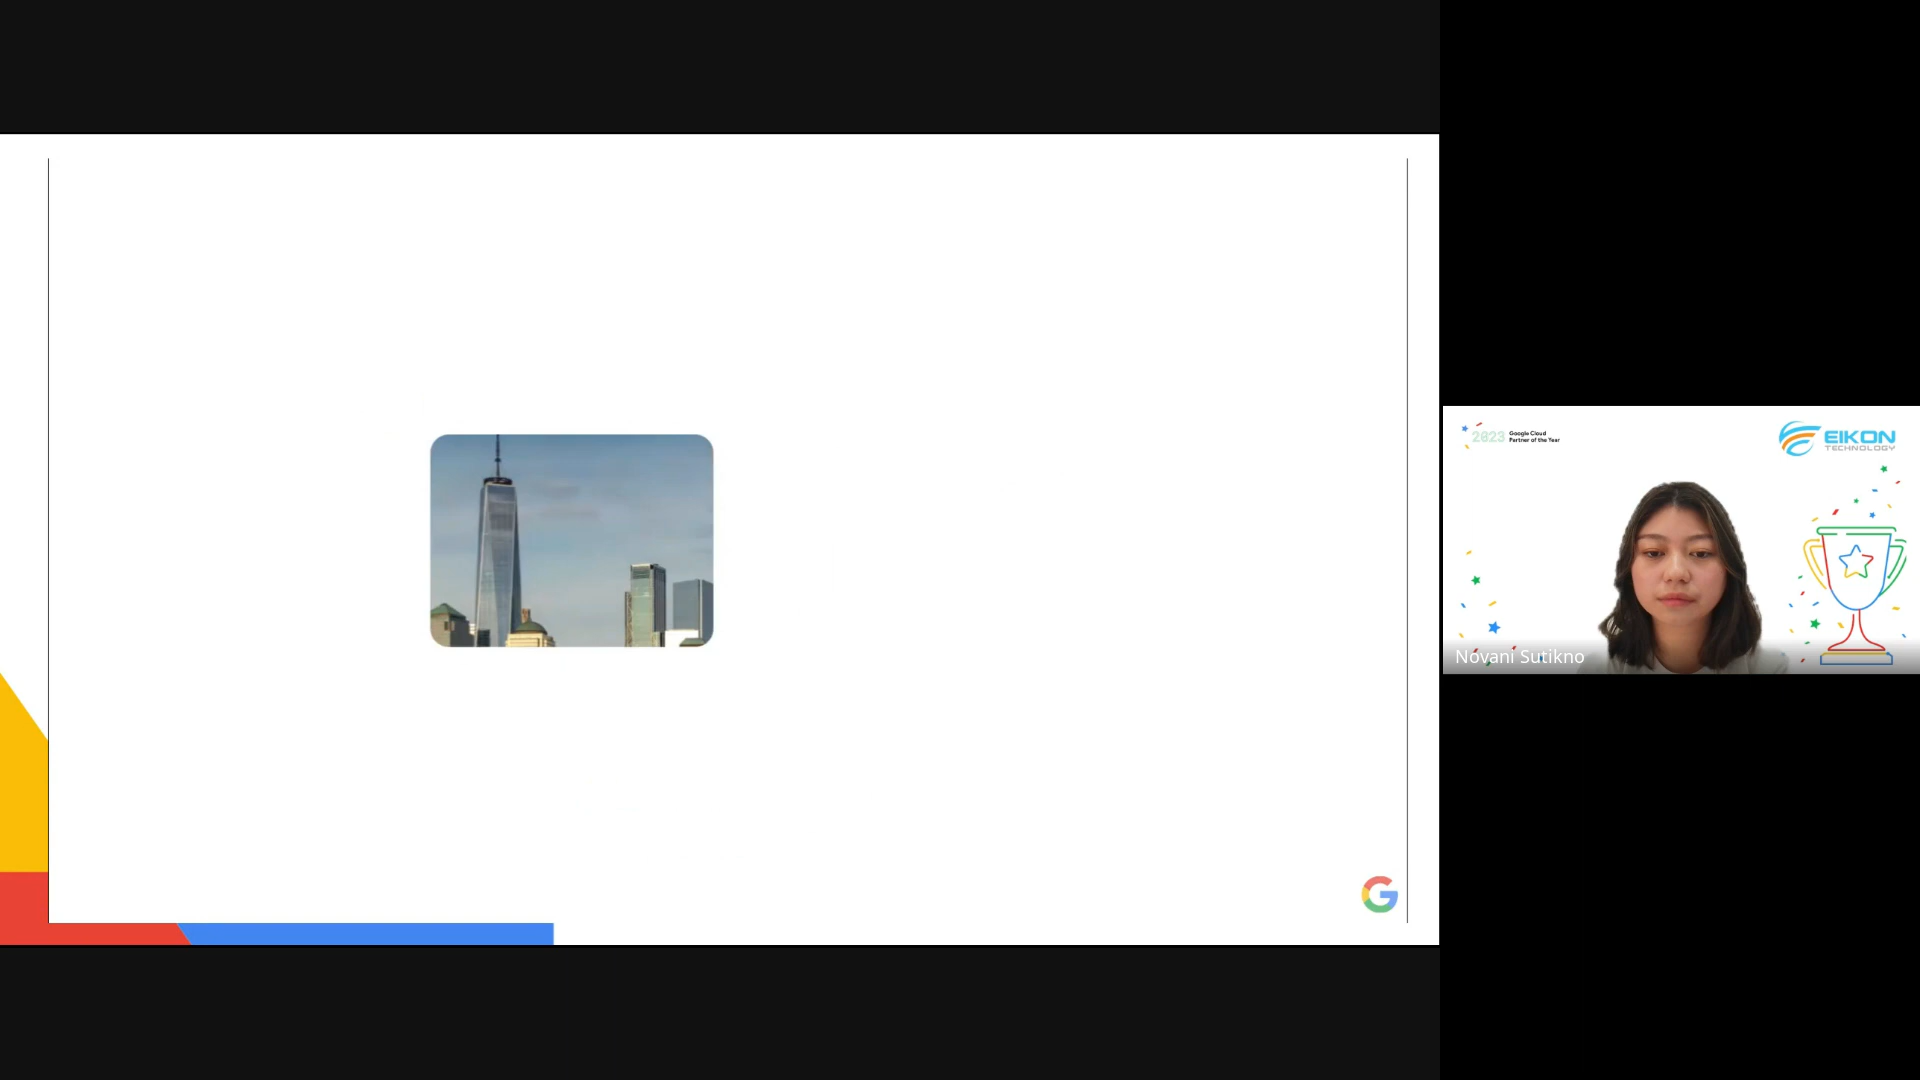 2023
Google Cloud
Partner of the Year
EIKON
TECHNOLOGY
Novani Sutikno